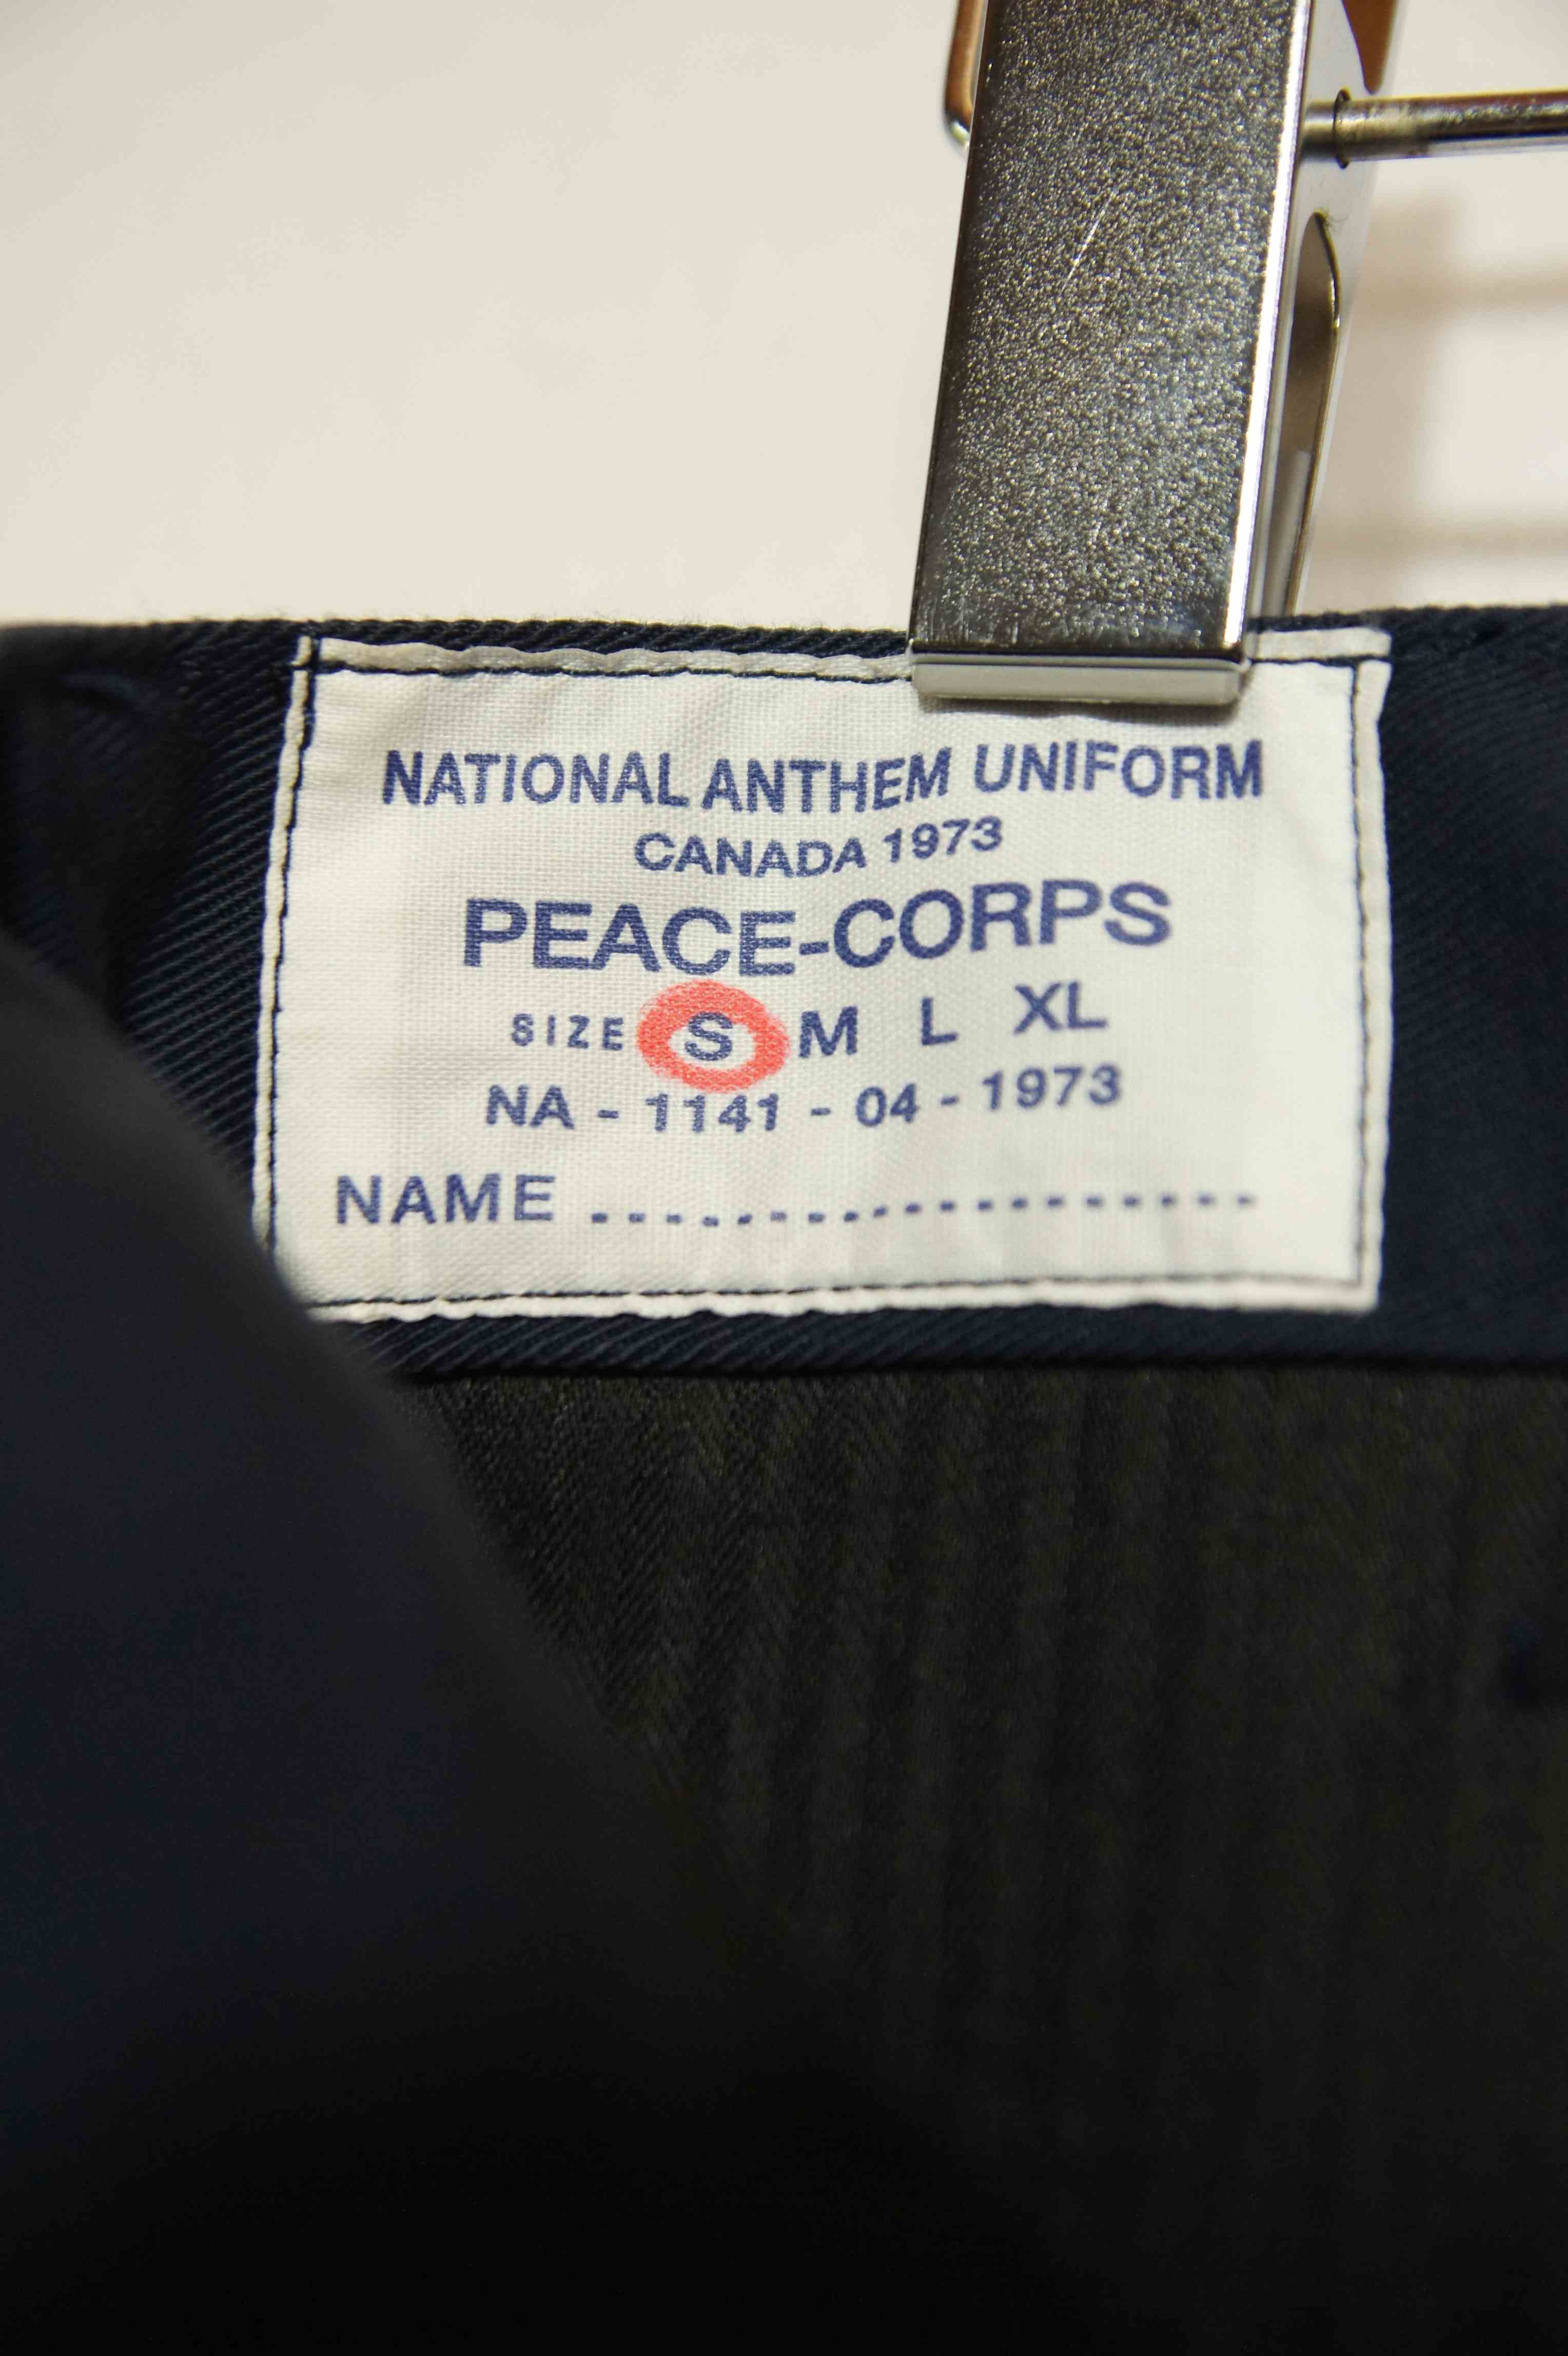 NATIONAL ANTHEM UNIFORM
CANADA 1973
PEACE-CORPS
SIZE S M L XL
NA - 1141 - 04 - 1973
NAME ...................